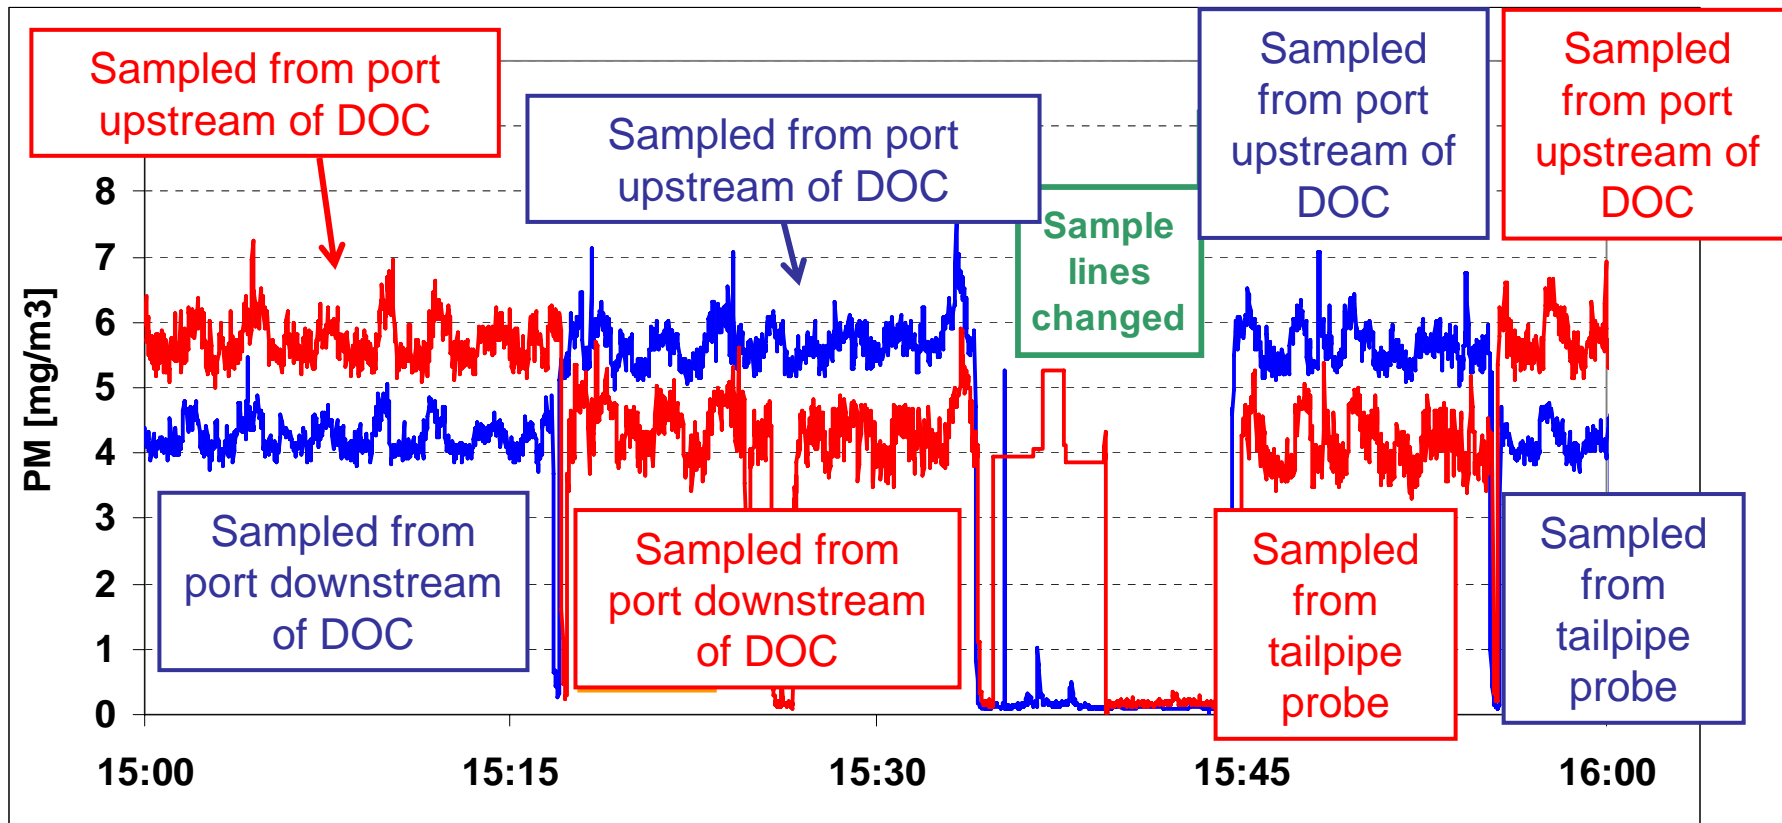 Sampled from port
upstream of DOC
Sampled from port
upstream of DOC
Sampled
from port
upstream of
DOC
Sampled
from port
upstream of
DOC
Sample
lines
changed
PM [mg/m3]
8
7
6
5
4
3
2
1
0
Sampled from
port downstream
of DOC
Sampled from
port downstream
of DOC
Sampled
from
tailpipe
probe
Sampled
from
tailpipe
probe
15:00
15:15
15:30
15:45
16:00